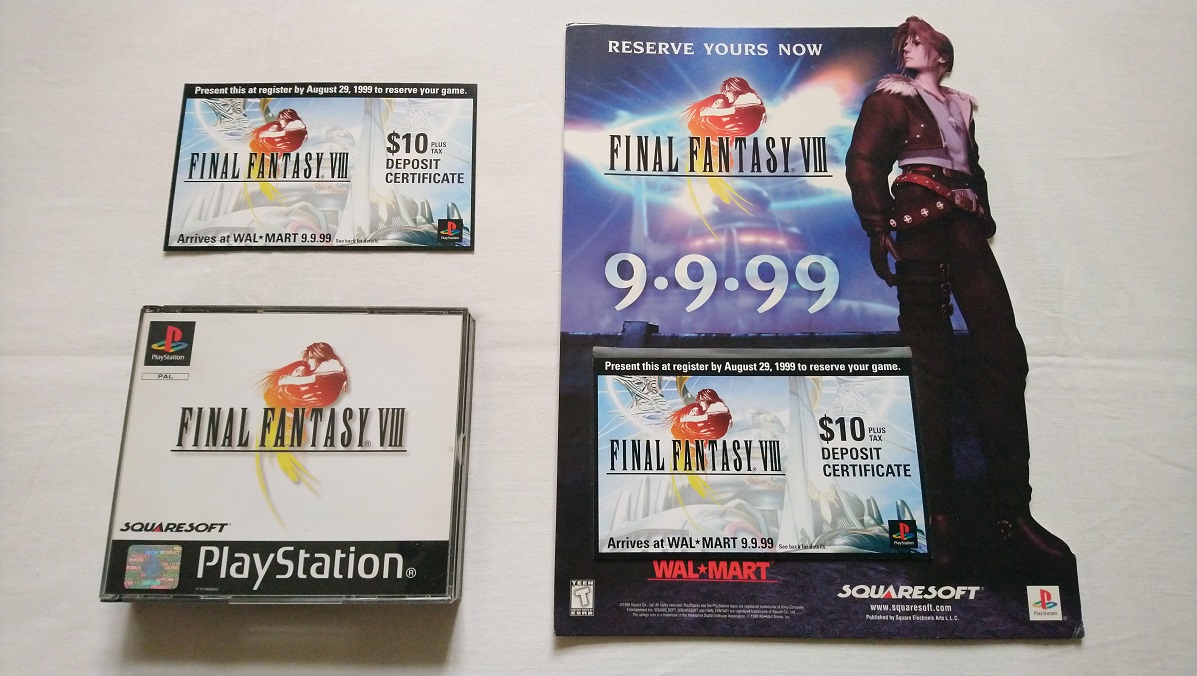 Present this at register by August 29, 1999 to reserve your game.
FINAL FANTASY® VIII
$10 PLUS TAX
DEPOSIT
CERTIFICATE
Arrives at WAL★MART 9.9.99 See back for details.
PlayStation
PlayStation
PAL
FINAL FANTASY® VIII
SQUARESOFT®
PlayStation®
RESERVE YOURS NOW
FINAL FANTASY® VIII
9·9·99
Present this at register by August 29, 1999 to reserve your game.
FINAL FANTASY® VIII
$10 PLUS TAX
DEPOSIT
CERTIFICATE
Arrives at WAL★MART 9.9.99 See back for details.
PlayStation
WAL★MART®
TEEN
T
ESRB
SQUARESOFT®
www.squaresoft.com
Published by Square Electronic Arts L.L.C.
PlayStation